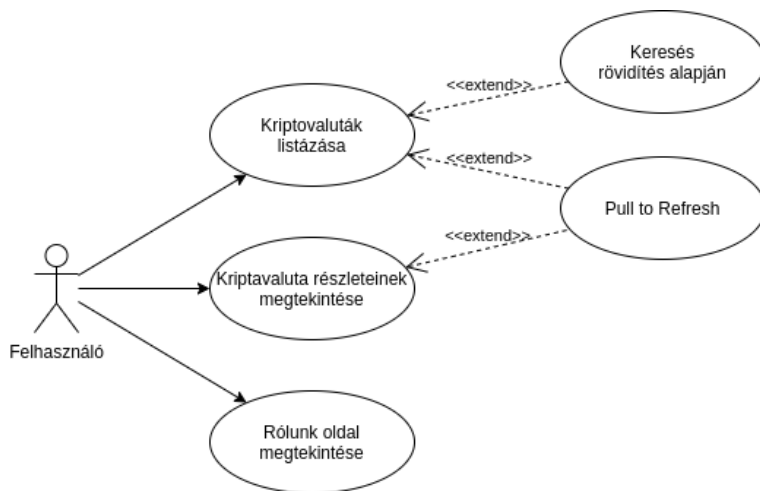 Keresés
rövidítés alapján
<<extend>>
Kriptovaluták
listázása
<<extend>>
Pull to Refresh
<<extend>>
Kriptavaluta részleteinek
megtekintése
Felhasználó
Rólunk oldal
megtekintése